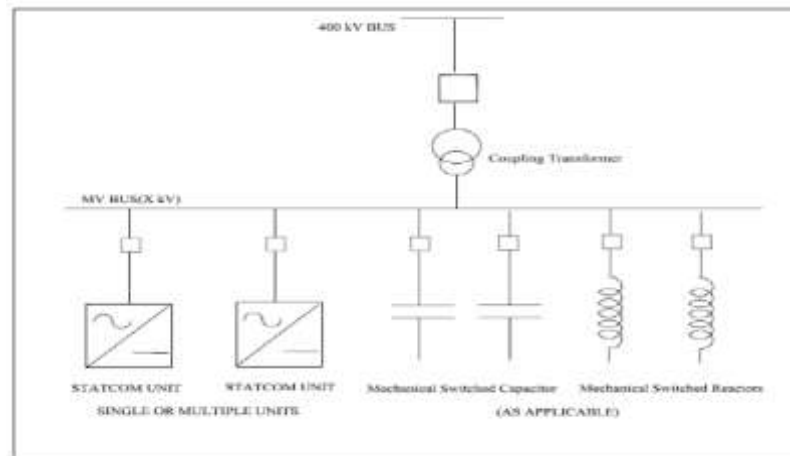 400 kV BUS
Coupling Transformer
MV BUS(X kV)
STATCOM UNIT
STATCOM UNIT
Mechanical Switched Capacitor
Mechanical Switched Reactors
SINGLE OR MULTIPLE UNITS
(AS APPLICABLE)